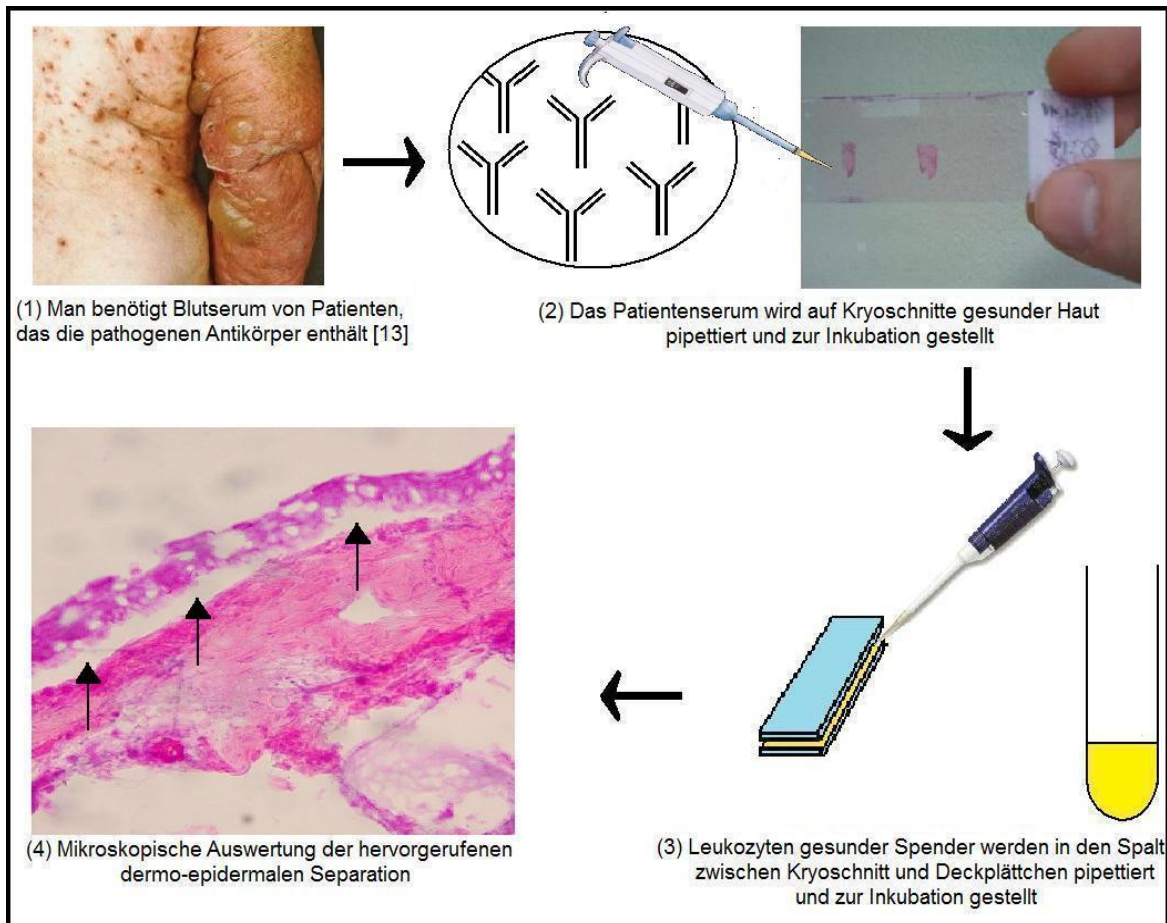 (1) Man benötigt Blutserum von Patienten,
das die pathogenen Antikörper enthält [13]
(2) Das Patientenserum wird auf Kryoschnitte gesunder Haut
pipettiert und zur Inkubation gestellt
(3) Leukozyten gesunder Spender werden in den Spalt
zwischen Kryoschnitt und Deckplättchen pipettiert
und zur Inkubation gestellt
(4) Mikroskopische Auswertung der hervorgerufenen
dermo-epidermalen Separation